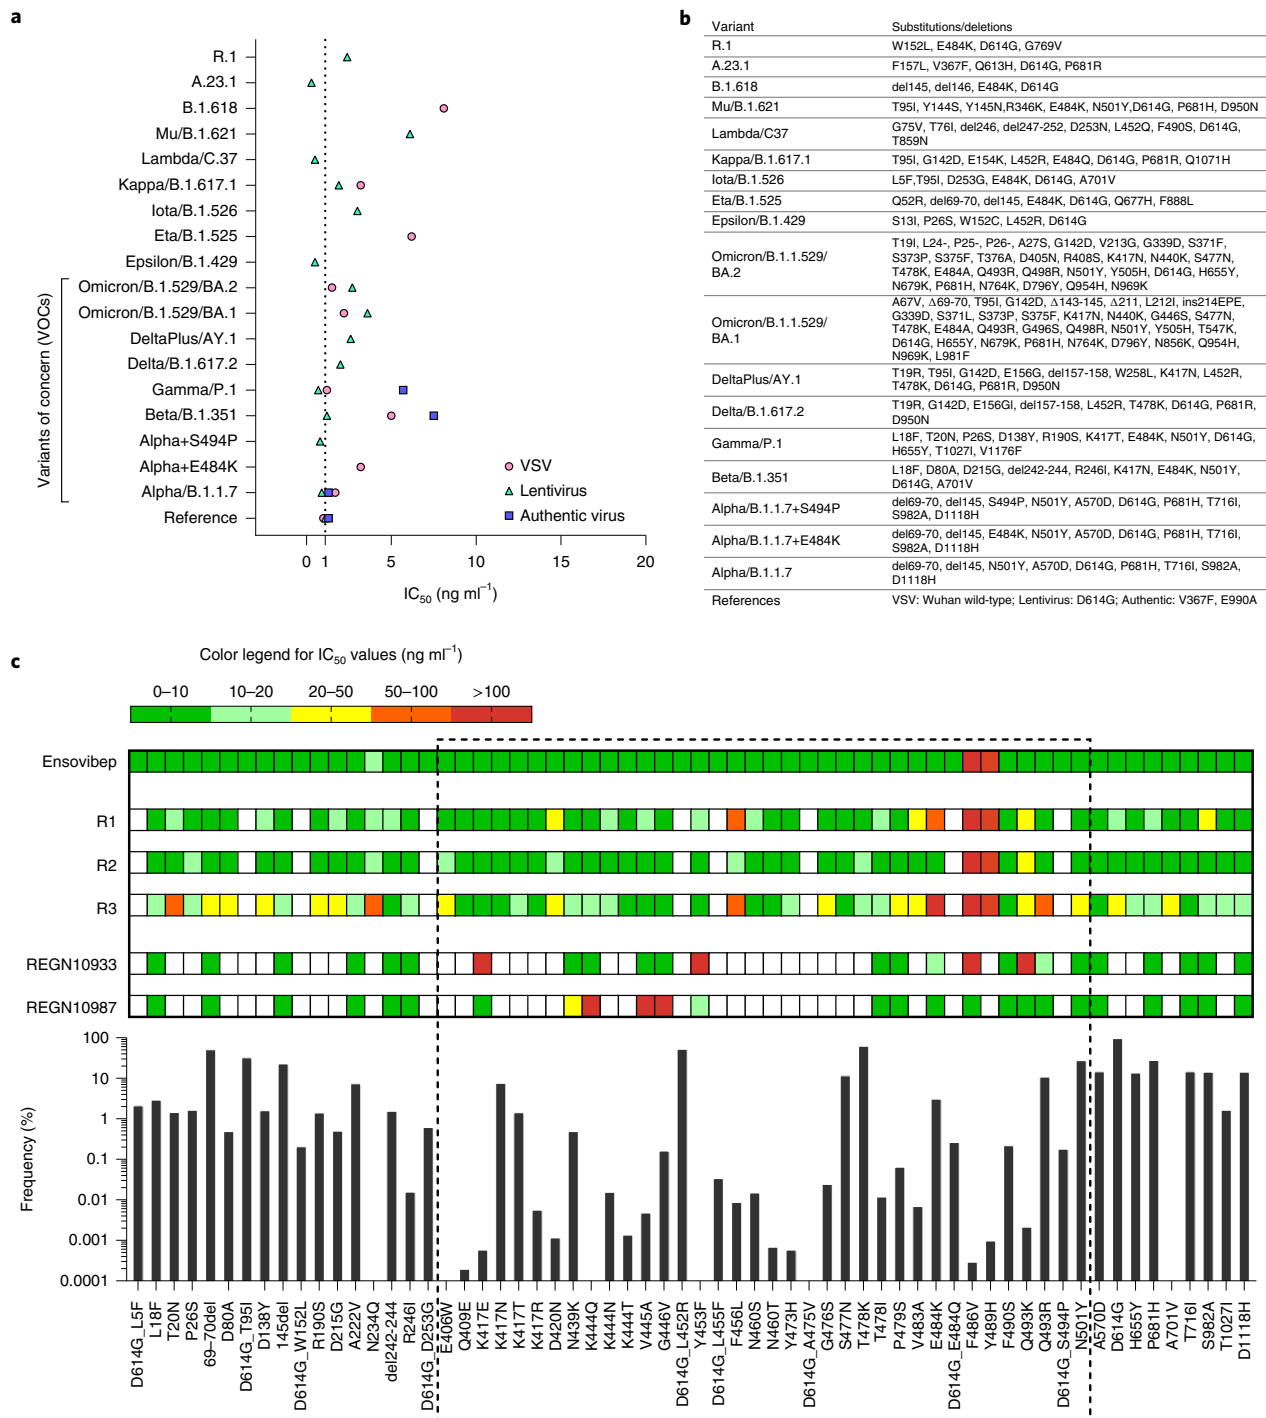 a
R.1
A.23.1
B.1.618
Mu/B.1.621
Lambda/C.37
Kappa/B.1.617.1
Iota/B.1.526
Eta/B.1.525
Epsilon/B.1.429
Omicron/B.1.529/BA.2
Omicron/B.1.529/BA.1
DeltaPlus/AY.1
Delta/B.1.617.2
Gamma/P.1
Beta/B.1.351
Alpha+S494P
Alpha+E484K
Alpha/B.1.1.7
Reference
Variants of concern (VOCs)
VSV
Lentivirus
Authentic virus
0 1 5 10 15 20
IC50 (ng ml−1)
b
Variant Substitutions/deletions
R.1 W152L, E484K, D614G, G769V
A.23.1 F157L, V367F, Q613H, D614G, P681R
B.1.618 del145, del146, E484K, D614G
Mu/B.1.621 T95I, Y144S, Y145N,R346K, E484K, N501Y,D614G, P681H, D950N
Lambda/C37 G75V, T76I, del246, del247-252, D253N, L452Q, F490S, D614G,
T859N
Kappa/B.1.617.1 T95I, G142D, E154K, L452R, E484Q, D614G, P681R, Q1071H
Iota/B.1.526 L5F,T95I, D253G, E484K, D614G, A701V
Eta/B.1.525 Q52R, del69-70, del145, E484K, D614G, Q677H, F888L
Epsilon/B.1.429 S13I, P26S, W152C, L452R, D614G
Omicron/B.1.1.529/
BA.2
T19I, L24-, P25-, P26-, A27S, G142D, V213G, G339D, S371F,
S373P, S375F, T376A, D405N, R408S, K417N, N440K, S477N,
T478K, E484A, Q493R, Q498R, N501Y, Y505H, D614G, H655Y,
N679K, P681H, N764K, D796Y, Q954H, N969K
Omicron/B.1.1.529/
BA.1
A67V, Δ69-70, T95I, G142D, Δ143-145, Δ211, L212I, ins214EPE,
G339D, S371L, S373P, S375F, K417N, N440K, G446S, S477N,
T478K, E484A, Q493R, G496S, Q498R, N501Y, Y505H, T547K,
D614G, H655Y, N679K, P681H, N764K, D796Y, N856K, Q954H,
N969K, L981F
DeltaPlus/AY.1 T19R, T95I, G142D, E156G, del157-158, W258L, K417N, L452R,
T478K, D614G, P681R, D950N
Delta/B.1.617.2 T19R, G142D, E156GI, del157-158, L452R, T478K, D614G, P681R,
D950N
Gamma/P.1 L18F, T20N, P26S, D138Y, R190S, K417T, E484K, N501Y, D614G,
H655Y, T1027I, V1176F
Beta/B.1.351 L18F, D80A, D215G, del242-244, R246I, K417N, E484K, N501Y,
D614G, A701V
Alpha/B.1.1.7+S494P del69-70, del145, S494P, N501Y, A570D, D614G, P681H, T716I,
S982A, D1118H
Alpha/B.1.1.7+E484K del69-70, del145, E484K, N501Y, A570D, D614G, P681H, T716I,
S982A, D1118H
Alpha/B.1.1.7 del69-70, del145, N501Y, A570D, D614G, P681H, T716I, S982A,
D1118H
References VSV: Wuhan wild-type; Lentivirus: D614G; Authentic: V367F, E990A
c
Color legend for IC50 values (ng ml−1)
0–10 10–20 20–50 50–100 >100
Ensovibep
R1
R2
R3
REGN10933
REGN10987
100
10
1
0.1
0.01
0.001
0.0001
Frequency (%)
D614G_L5F
L18F
T20N
P26S
69–70del
D80A
D614G_T95I
D138Y
145del
D614G_W152L
R190S
D215G
A222V
N234Q
del242-244
R246I
D614G_D253G
E406W
Q409E
K417E
K417N
K417T
K417R
D420N
N439K
K444Q
K444N
K444T
V445A
G446V
D614G_L452R
Y453F
D614G_L455F
F456L
N460S
N460T
Y473H
D614G_A475V
G476S
S477N
T478K
T478I
P479S
V483A
E484K
D614G_E484Q
F486V
Y489H
F490S
Q493K
Q493R
D614G_S494P
N501Y
A570D
D614G
H655Y
P681H
A701V
T716I
S982A
T1027I
D1118H